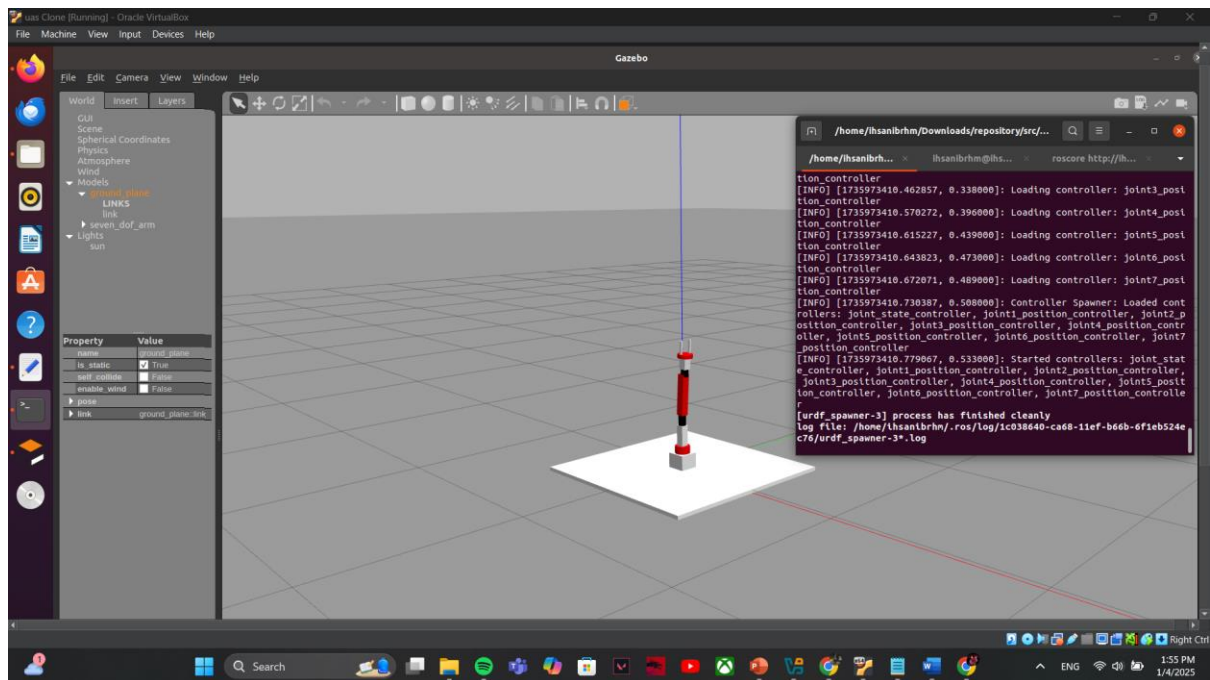 uas Clone [Running] - Oracle VirtualBox
File Machine View Input Devices Help
Gazebo
File Edit Camera View Window Help
World Insert Layers
GUI
Scene
Spherical Coordinates
Physics
Atmosphere
Wind
Models
ground_plane
LINKS
link
seven_dof_arm
Lights
sun
Property Value
name ground_plane
is_static True
self_collide False
enable_wind False
pose
link ground_plane::link
/home/ihsanibrhm/Downloads/repository/src/...
/home/ihsanibrh... ihsanibrhm@ihs... roscore http://ih...
tion_controller
[INFO] [1735973410.462857, 0.338000]: Loading controller: joint3_posi
tion_controller
[INFO] [1735973410.570272, 0.396000]: Loading controller: joint4_posi
tion_controller
[INFO] [1735973410.615227, 0.439000]: Loading controller: joint5_posi
tion_controller
[INFO] [1735973410.643823, 0.473000]: Loading controller: joint6_posi
tion_controller
[INFO] [1735973410.672071, 0.489000]: Loading controller: joint7_posi
tion_controller
[INFO] [1735973410.730387, 0.508000]: Controller Spawner: Loaded cont
rollers: joint_state_controller, joint1_position_controller, joint2_p
osition_controller, joint3_position_controller, joint4_position_contr
oller, joint5_position_controller, joint6_position_controller, joint7
_position_controller
[INFO] [1735973410.779067, 0.533000]: Started controllers: joint_stat
e_controller, joint1_position_controller, joint2_position_controller,
joint3_position_controller, joint4_position_controller, joint5_posit
ion_controller, joint6_position_controller, joint7_position_controlle
r
[urdf_spawner-3] process has finished cleanly
log file: /home/ihsanibrhm/.ros/log/1c038640-ca68-11ef-b66b-6f1eb524e
c76/urdf_spawner-3*.log
Right Ctrl
Search
ENG
1:55 PM
1/4/2025